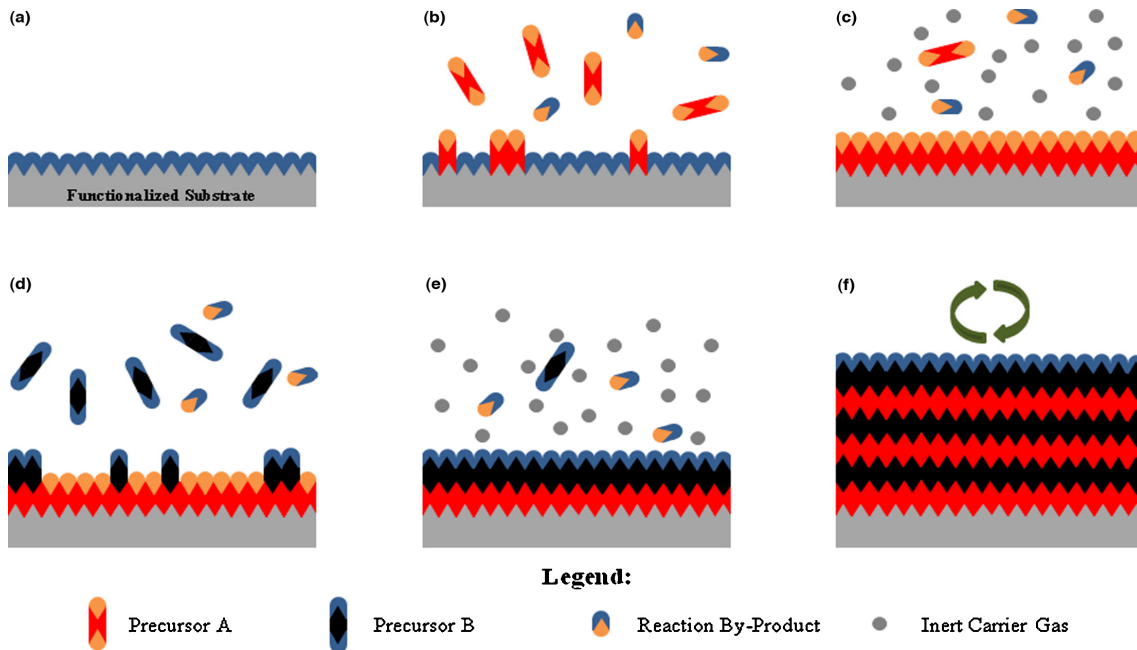 (a)
(b)
(c)
Functionalized Substrate
(d)
(e)
(f)
Legend:
Precursor A
Precursor B
Reaction By-Product
Inert Carrier Gas